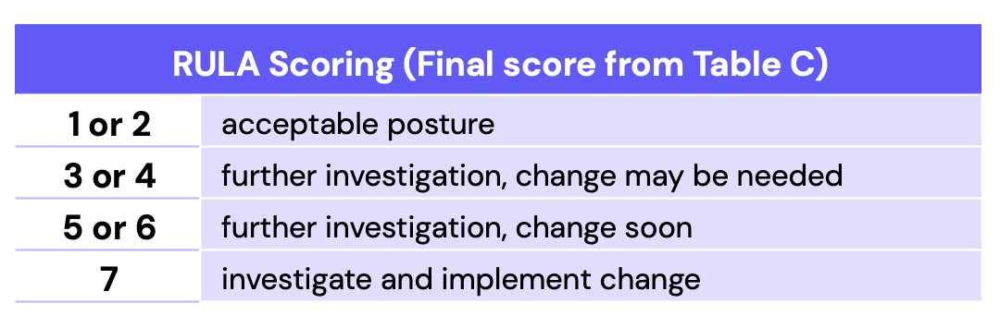 RULA Scoring (Final score from Table C)
1 or 2 acceptable posture
3 or 4 further investigation, change may be needed
5 or 6 further investigation, change soon
7 investigate and implement change